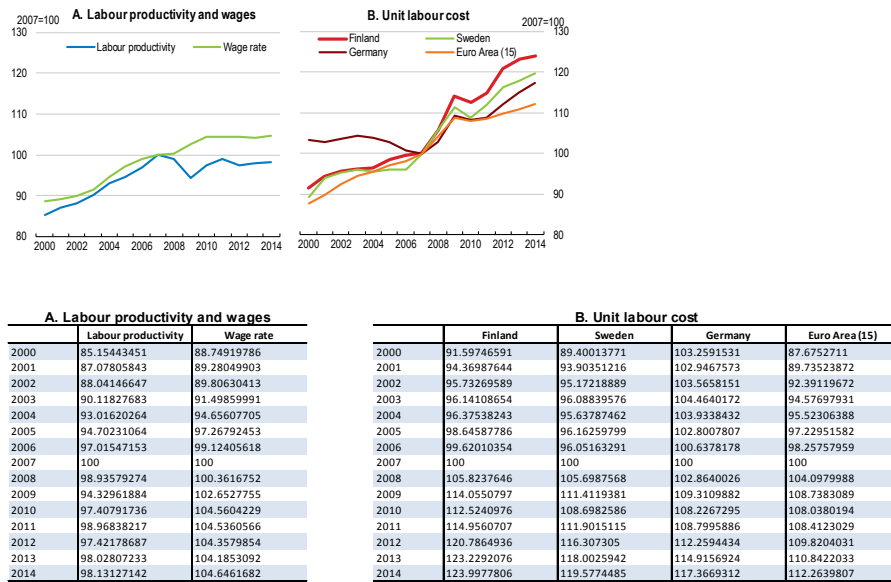 A. Labour productivity and wages
2007=100
130
120
110
100
90
80
Labour productivity
Wage rate
2000 2002 2004 2006 2008 2010 2012 2014
B. Unit labour cost
2007=100
130
120
110
100
90
80
Finland
Sweden
Germany
Euro Area (15)
2000 2002 2004 2006 2008 2010 2012 2014
A. Labour productivity and wages
Labour productivity Wage rate
2000 85.15443451 88.74919786
2001 87.07805843 89.28049903
2002 88.04146647 89.80630413
2003 90.11827683 91.49859991
2004 93.01620264 94.65607705
2005 94.70231064 97.26792453
2006 97.01547153 99.12405618
2007 100 100
2008 98.93579274 100.3616752
2009 94.32961884 102.6527755
2010 97.40791736 104.5604229
2011 98.96838217 104.5360566
2012 97.42178687 104.3579854
2013 98.02807233 104.1853092
2014 98.13127142 104.6461682
B. Unit labour cost
Finland Sweden Germany Euro Area (15)
2000 91.59746591 89.40013771 103.2591531 87.6752711
2001 94.36987644 93.90351216 102.9467573 89.73523872
2002 95.73269589 95.17218889 103.5658151 92.39119672
2003 96.14108654 96.08839576 104.4640172 94.57697931
2004 96.37538243 95.63787462 103.9338432 95.52306388
2005 98.64587786 96.16259799 102.8007807 97.22951582
2006 99.62010354 96.05163291 100.6378178 98.25757959
2007 100 100 100 100
2008 105.8237646 105.6987568 102.8640026 104.0979988
2009 114.0550797 111.4119381 109.3109882 108.7383089
2010 112.5240976 108.6982586 108.2267295 108.0380194
2011 114.9560707 111.9015115 108.7995886 108.4123029
2012 120.7864936 116.307305 112.2594434 109.8204031
2013 123.2292076 118.0025942 114.9156924 110.8422033
2014 123.9977806 119.5774485 117.3669312 112.2639807